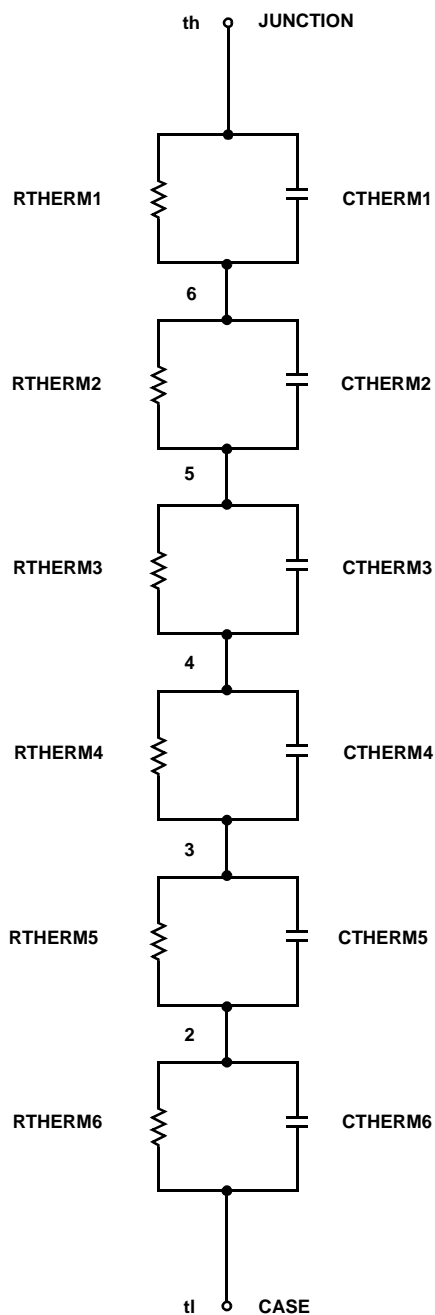 th JUNCTION
RTHERM1 CTHERM1
6
RTHERM2 CTHERM2
5
RTHERM3 CTHERM3
4
RTHERM4 CTHERM4
3
RTHERM5 CTHERM5
2
RTHERM6 CTHERM6
tl CASE